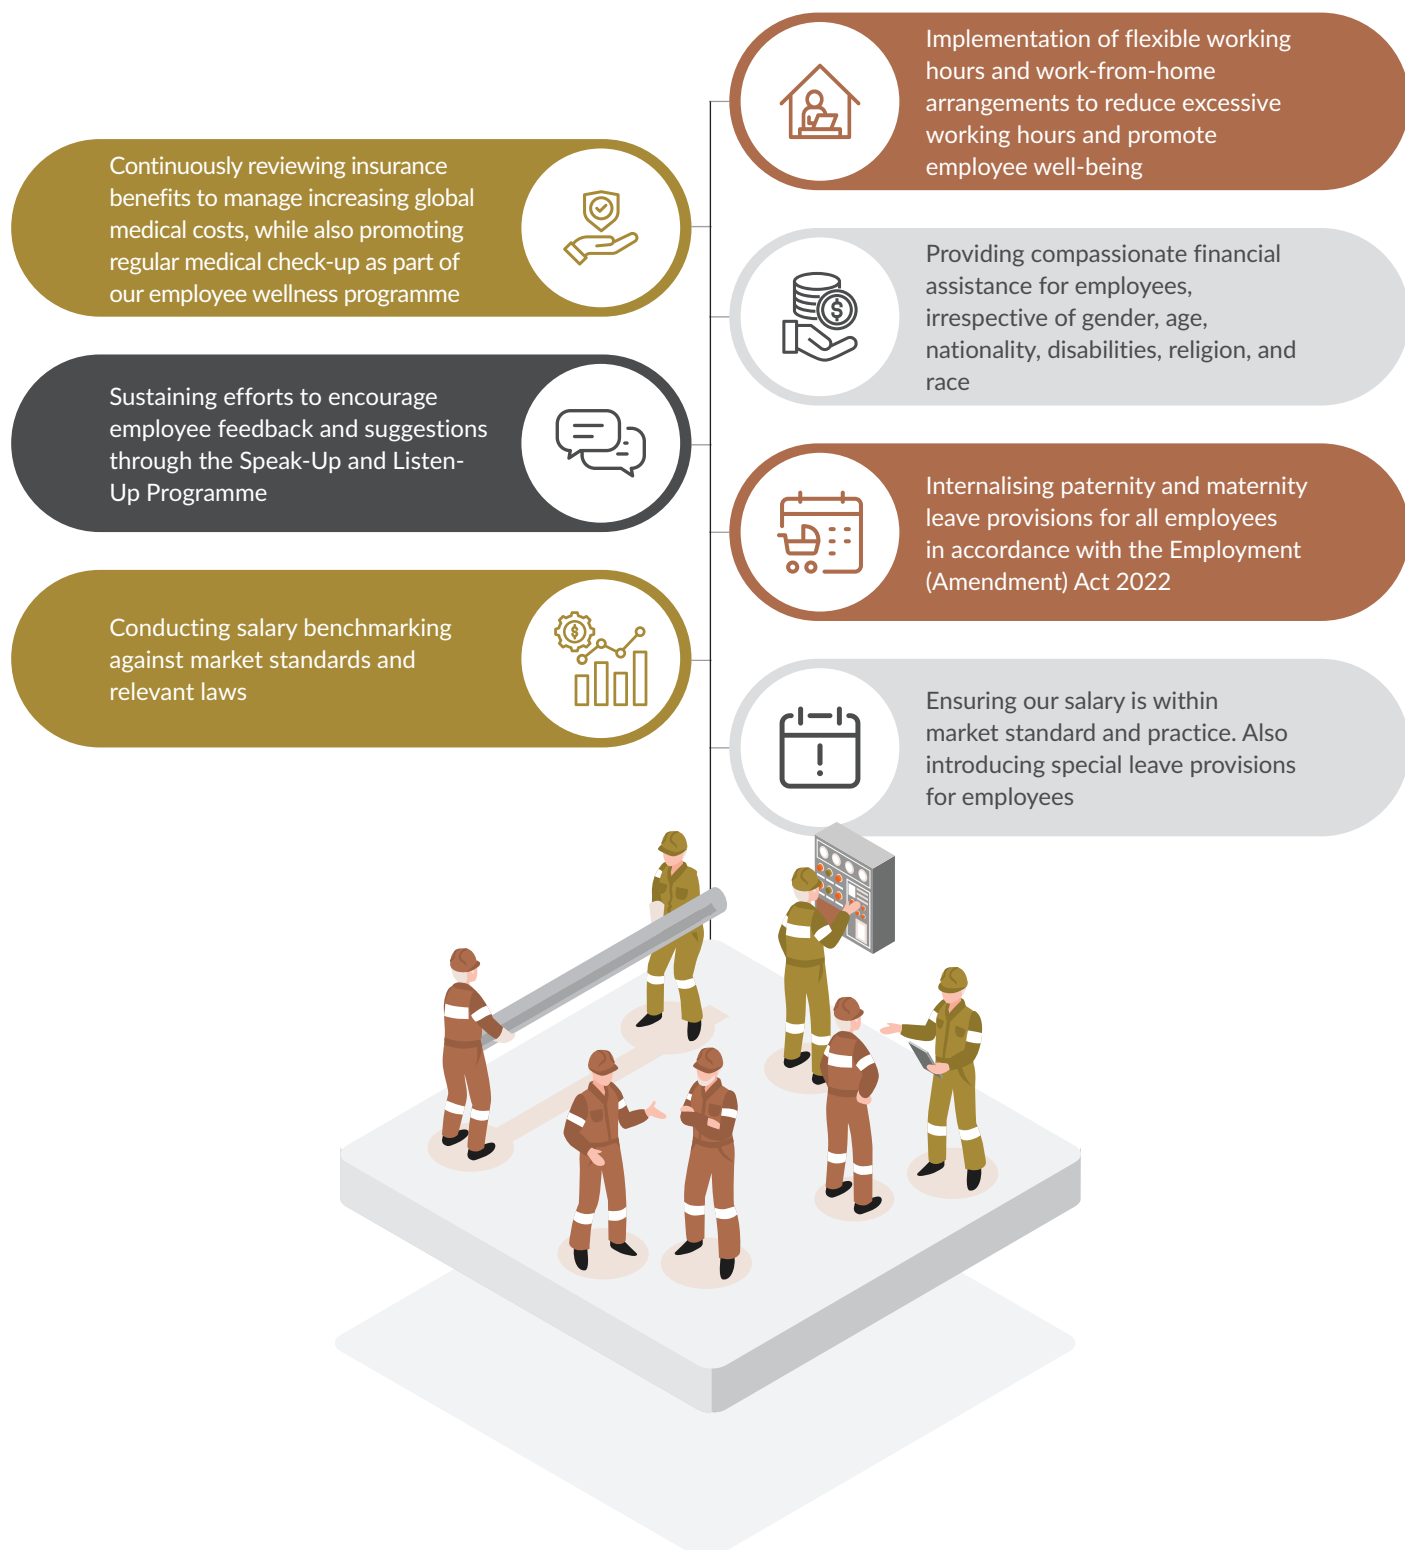 Implementation of flexible working
hours and work-from-home
arrangements to reduce excessive
working hours and promote
employee well-being
Continuously reviewing insurance
benefits to manage increasing global
medical costs, while also promoting
regular medical check-up as part of
our employee wellness programme
Providing compassionate financial
assistance for employees,
irrespective of gender, age,
nationality, disabilities, religion, and
race
Sustaining efforts to encourage
employee feedback and suggestions
through the Speak-Up and Listen-
Up Programme
Internalising paternity and maternity
leave provisions for all employees
in accordance with the Employment
(Amendment) Act 2022
Conducting salary benchmarking
against market standards and
relevant laws
Ensuring our salary is within
market standard and practice. Also
introducing special leave provisions
for employees